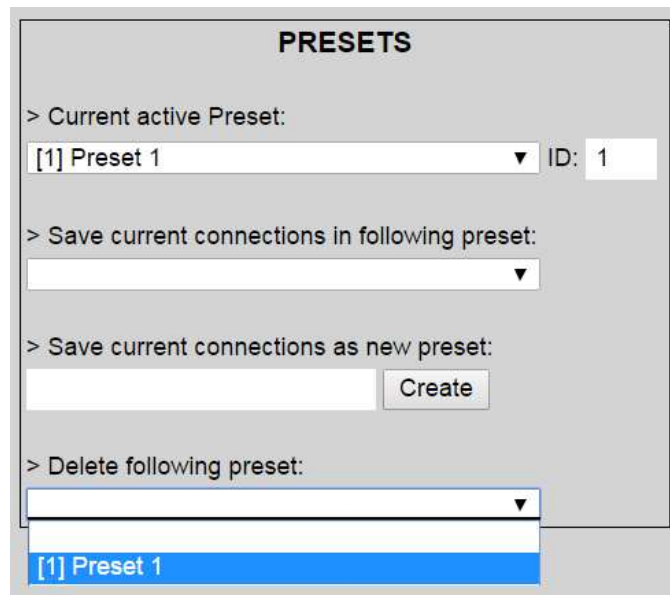 PRESETS
> Current active Preset:
[1] Preset 1 ▼ ID: 1
> Save current connections in following preset:
▼
> Save current connections as new preset:
Create
> Delete following preset:
▼
[1] Preset 1